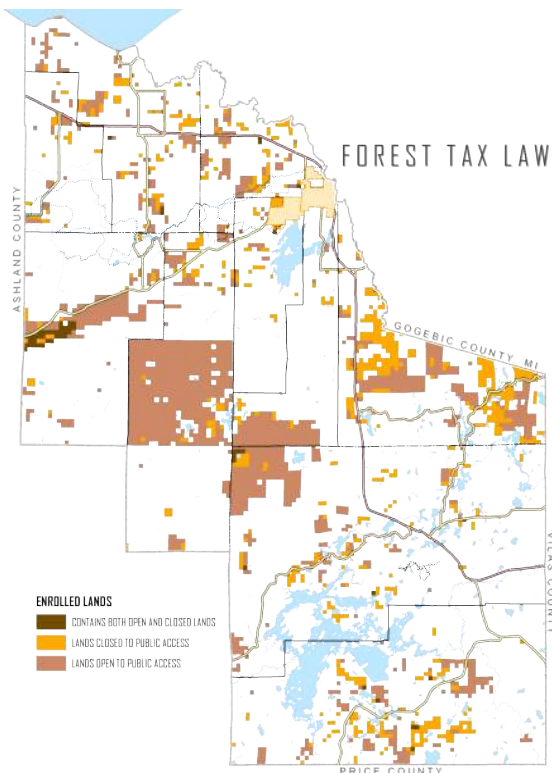 FOREST TAX LAW
ASHLAND COUNTY
GOGEBIC COUNTY MI
VILAS COUNTY
ENROLLED LANDS
CONTAINS BOTH OPEN AND CLOSED LANDS
LANDS CLOSED TO PUBLIC ACCESS
LANDS OPEN TO PUBLIC ACCESS
PRICE COUNTY